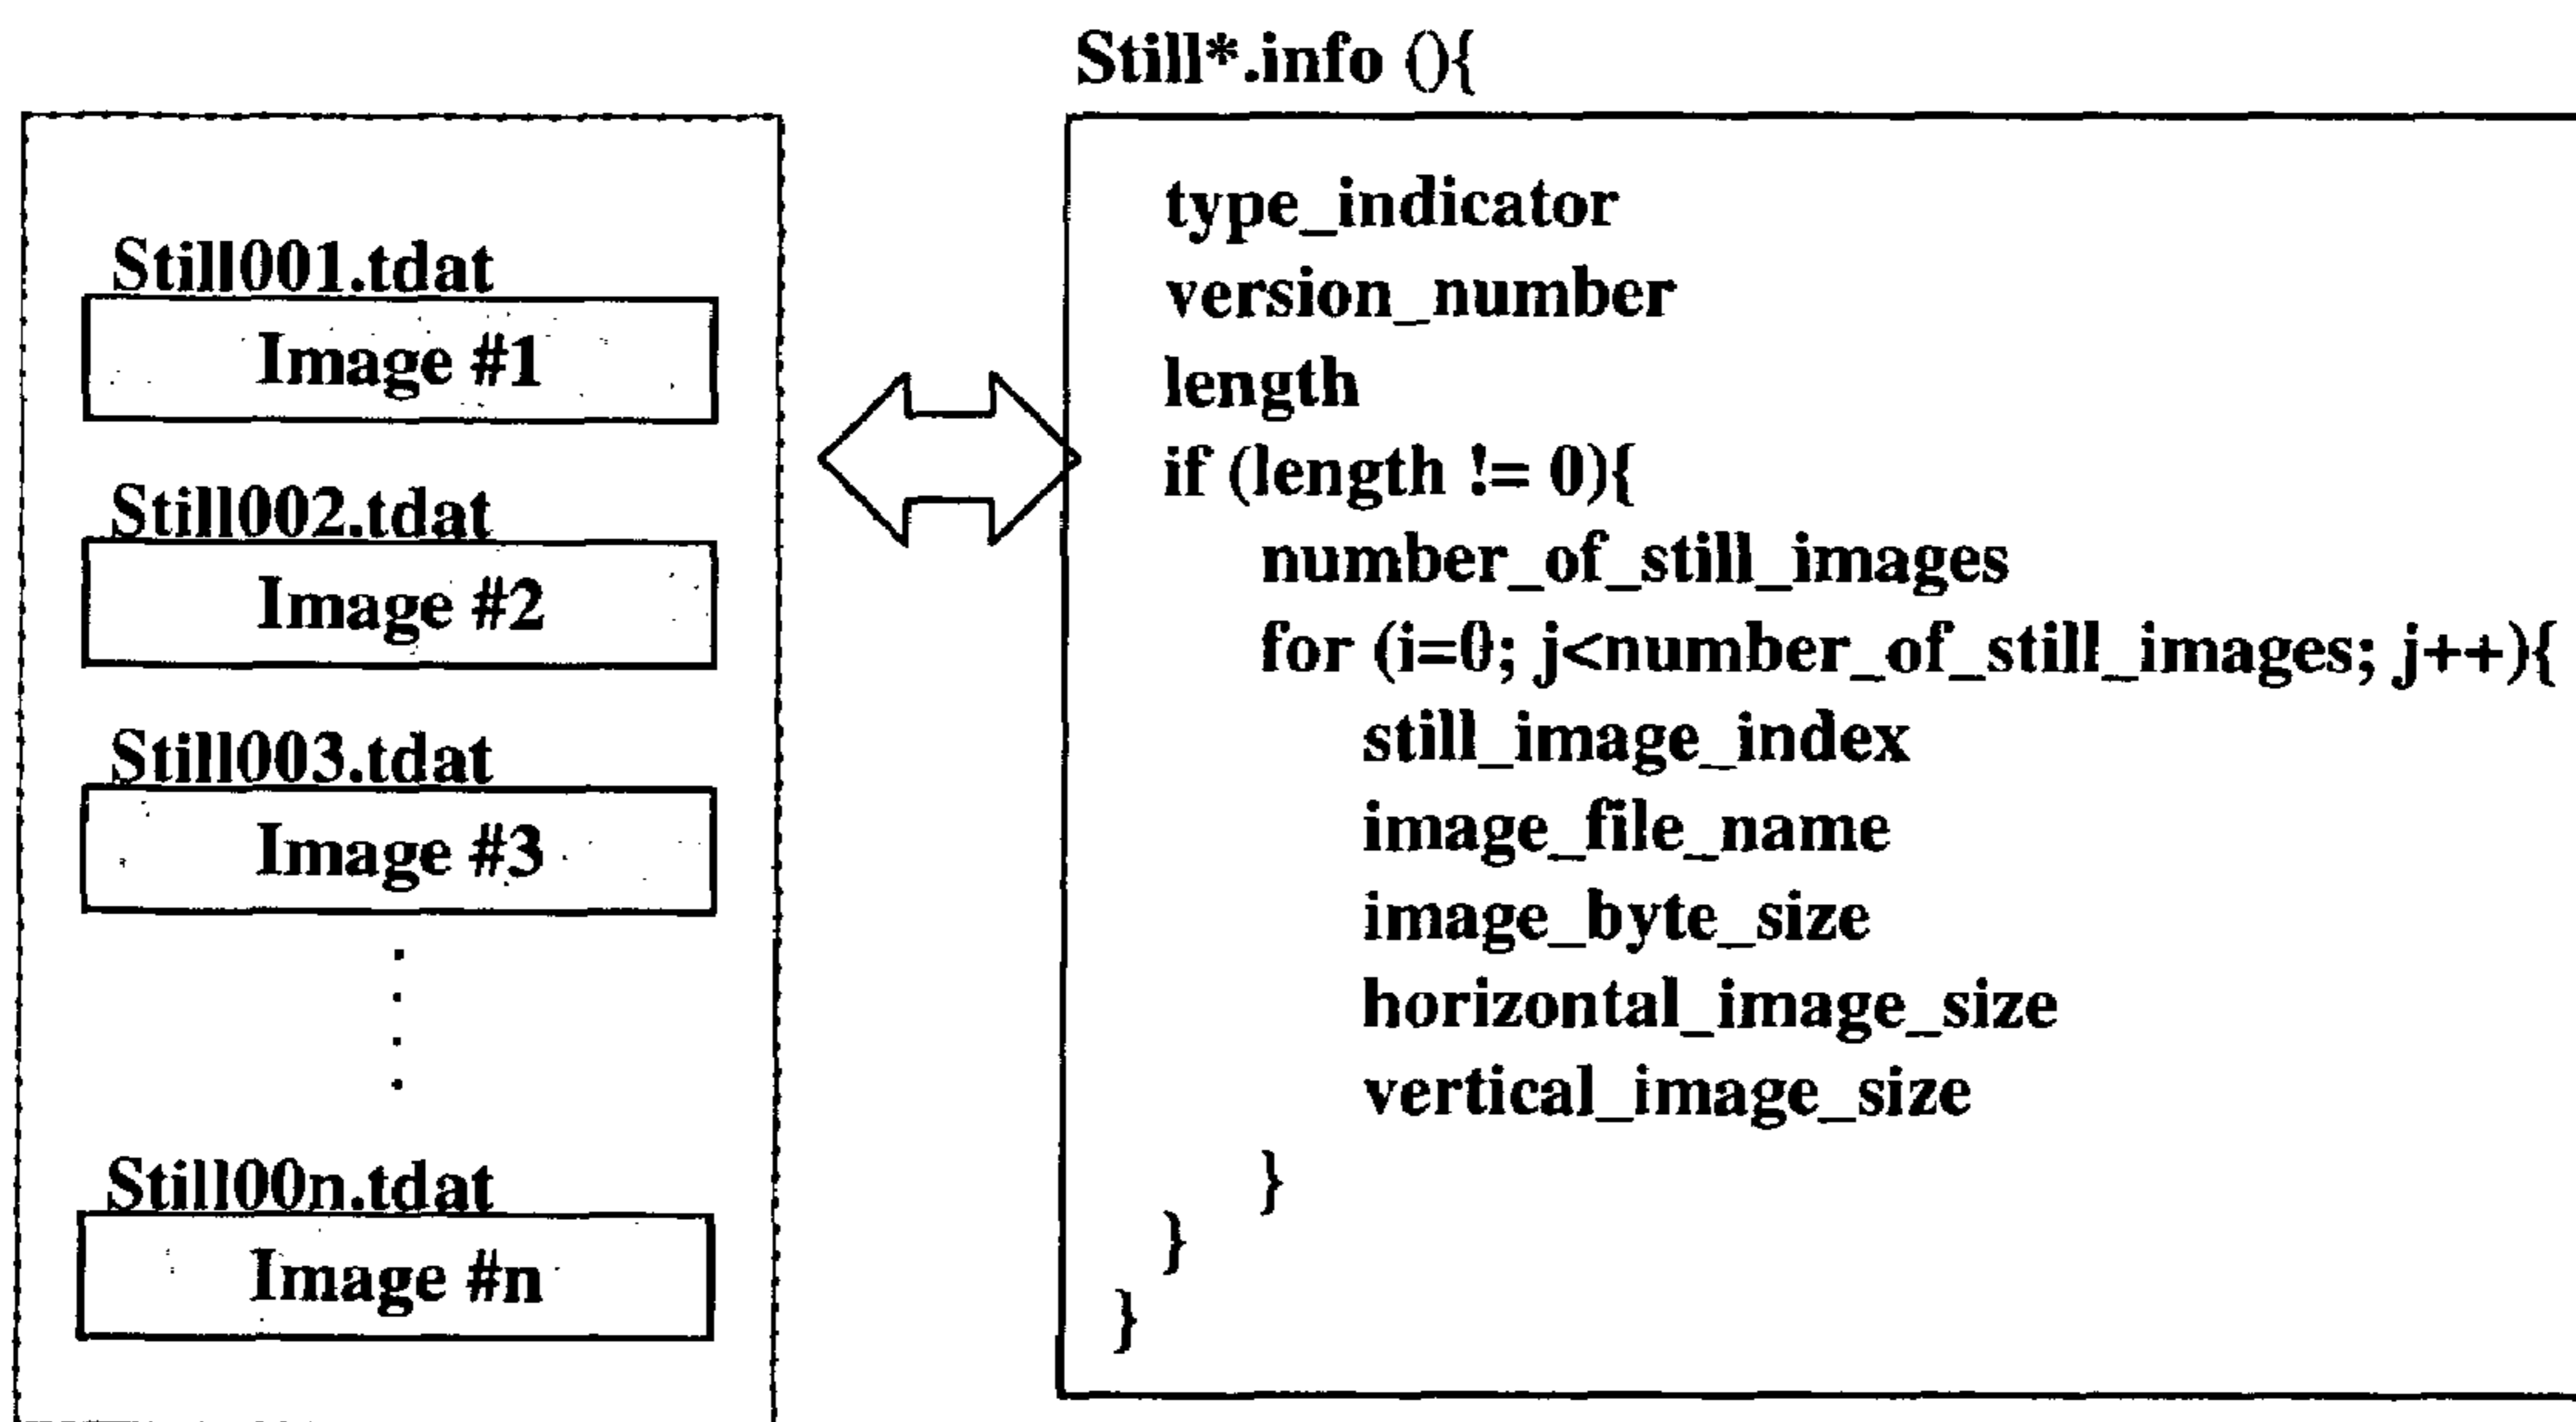 Still001.tdat
Image #1
Still002.tdat
Image #2
Still003.tdat
Image #3
Still00n.tdat
Image #n
Still*.info (){
type_indicator
version_number
length
if (length != 0){
number_of_still_images
for (i=0; j<number_of_still_images; j++){
still_image_index
image_file_name
image_byte_size
horizontal_image_size
vertical_image_size
}
}
}